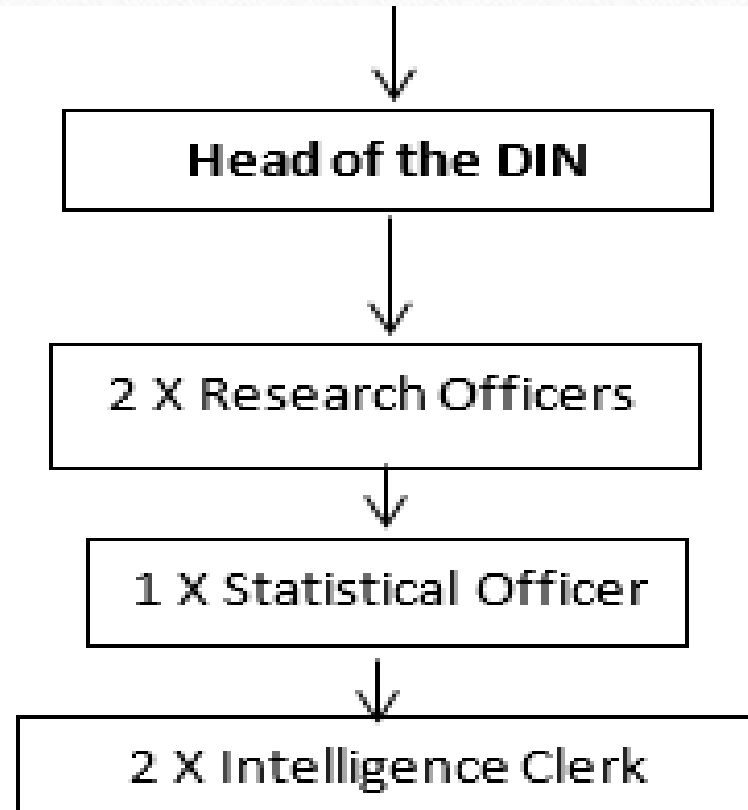 Head of the DIN
2 X Research Officers
1 X Statistical Officer
2 X Intelligence Clerk